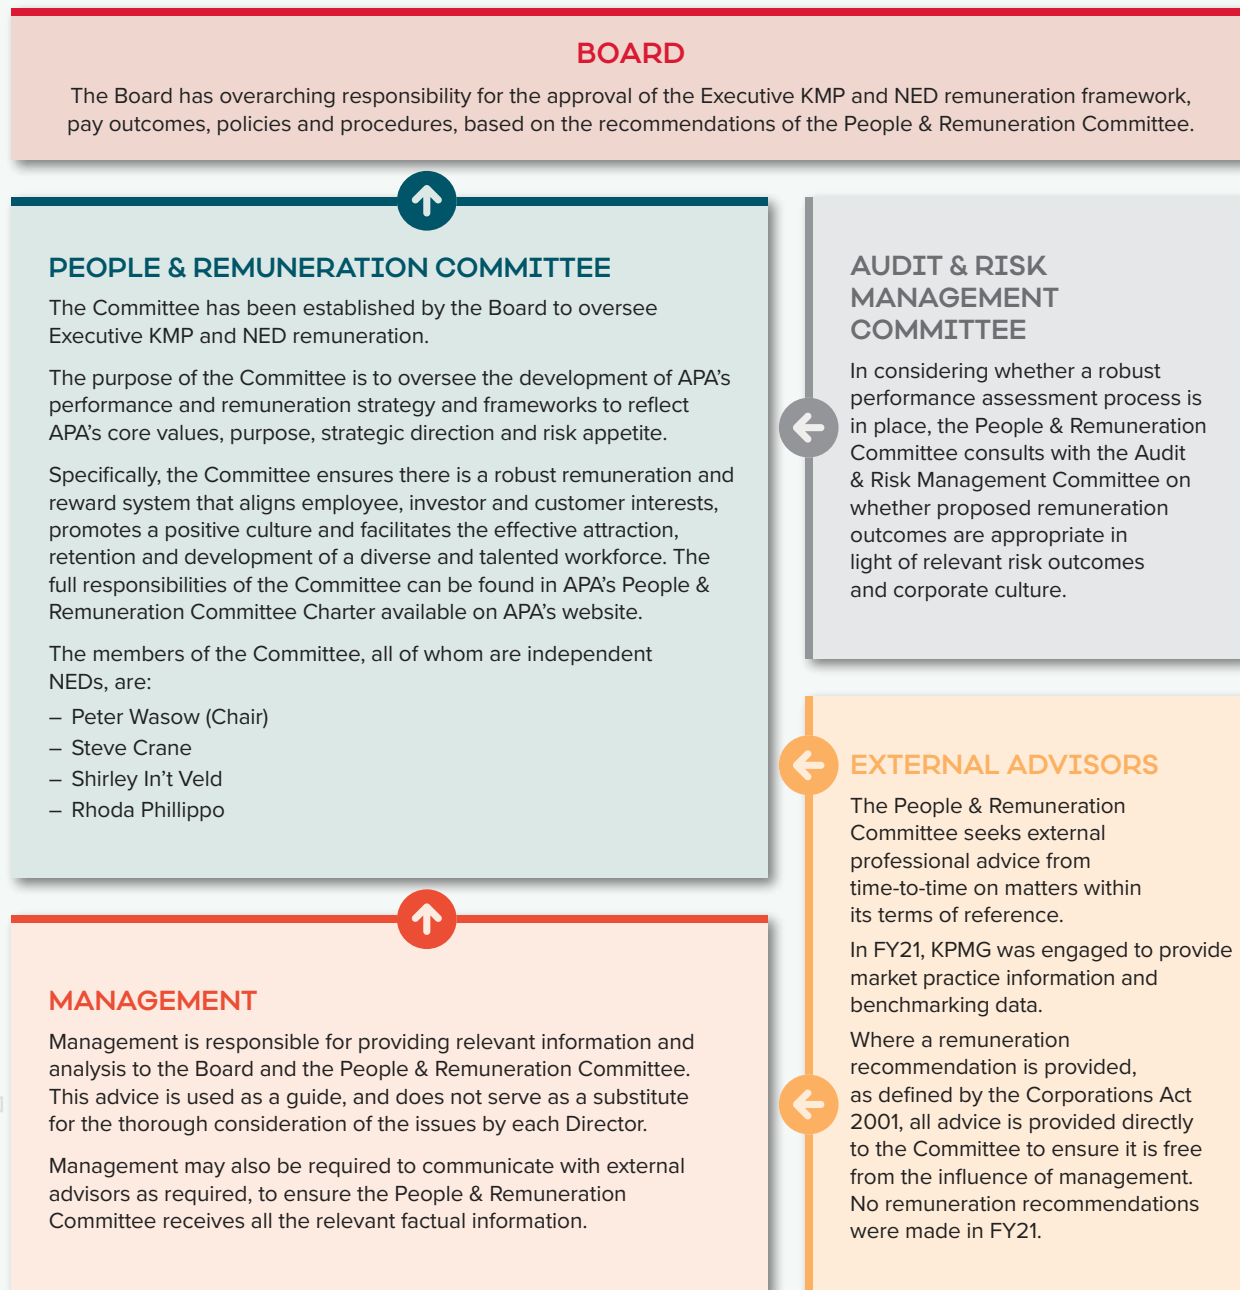 BOARD
The Board has overarching responsibility for the approval of the Executive KMP and NED remuneration framework,
pay outcomes, policies and procedures, based on the recommendations of the People & Remuneration Committee.
PEOPLE & REMUNERATION COMMITTEE
The Committee has been established by the Board to oversee
Executive KMP and NED remuneration.
The purpose of the Committee is to oversee the development of APA's
performance and remuneration strategy and frameworks to reflect
APA's core values, purpose, strategic direction and risk appetite.
Specifically, the Committee ensures there is a robust remuneration and
reward system that aligns employee, investor and customer interests,
promotes a positive culture and facilitates the effective attraction,
retention and development of a diverse and talented workforce. The
full responsibilities of the Committee can be found in APA's People &
Remuneration Committee Charter available on APA's website.
The members of the Committee, all of whom are independent
NEDs, are:
– Peter Wasow (Chair)
– Steve Crane
– Shirley In't Veld
– Rhoda Phillippo
AUDIT & RISK
MANAGEMENT
COMMITTEE
In considering whether a robust
performance assessment process is
in place, the People & Remuneration
Committee consults with the Audit
& Risk Management Committee on
whether proposed remuneration
outcomes are appropriate in
light of relevant risk outcomes
and corporate culture.
MANAGEMENT
Management is responsible for providing relevant information and
analysis to the Board and the People & Remuneration Committee.
This advice is used as a guide, and does not serve as a substitute
for the thorough consideration of the issues by each Director.
Management may also be required to communicate with external
advisors as required, to ensure the People & Remuneration
Committee receives all the relevant factual information.
EXTERNAL ADVISORS
The People & Remuneration
Committee seeks external
professional advice from
time-to-time on matters within
its terms of reference.
In FY21, KPMG was engaged to provide
market practice information and
benchmarking data.
Where a remuneration
recommendation is provided,
as defined by the Corporations Act
2001, all advice is provided directly
to the Committee to ensure it is free
from the influence of management.
No remuneration recommendations
were made in FY21.